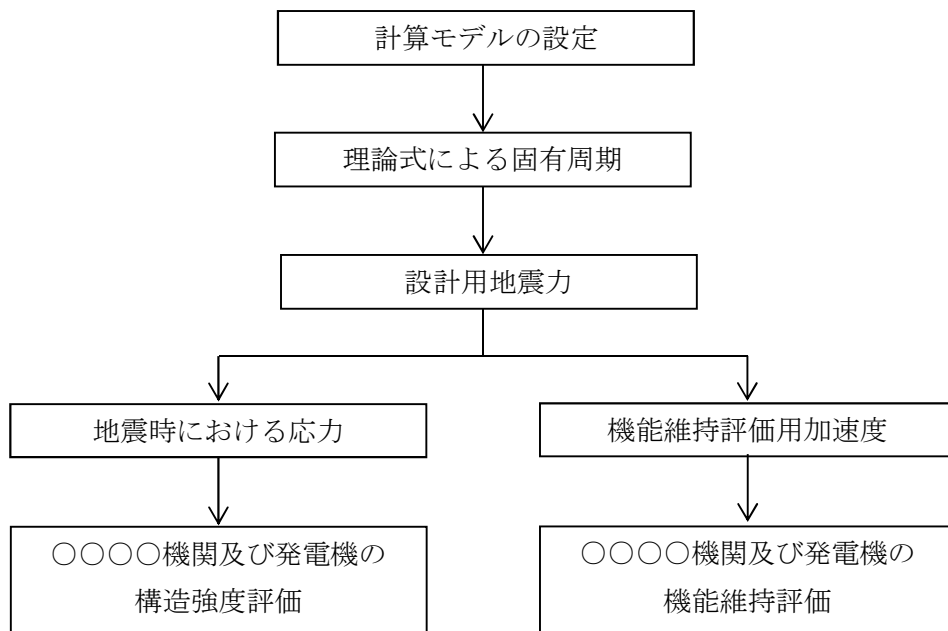 計算モデルの設定
理論式による固有周期
設計用地震力
地震時における応力
機能維持評価用加速度
○○○○機関及び発電機の
構造強度評価
○○○○機関及び発電機の
機能維持評価